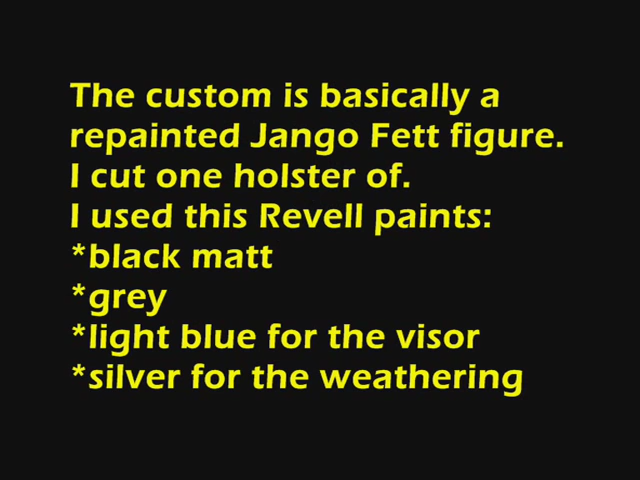 The custom is basically a
repainted Jango Fett figure.
I cut one holster of.
I used this Revell paints:
*black matt
*grey
*light blue for the visor
*silver for the weathering